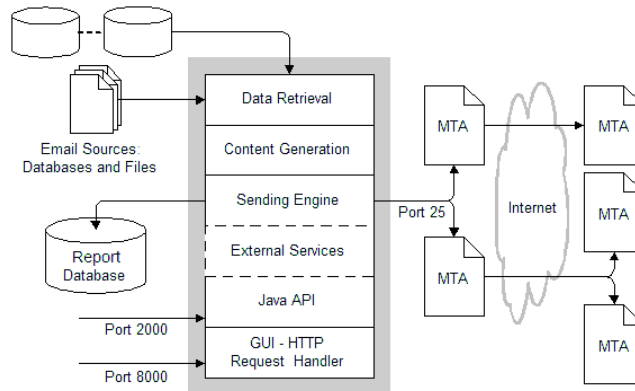 Data Retrieval
MTA
MTA
Email Sources:
Databases and Files
Content Generation
Sending Engine
Port 25
Internet
MTA
Report
Database
External Services
MTA
Java API
Port 2000
MTA
GUI - HTTP
Request Handler
Port 8000